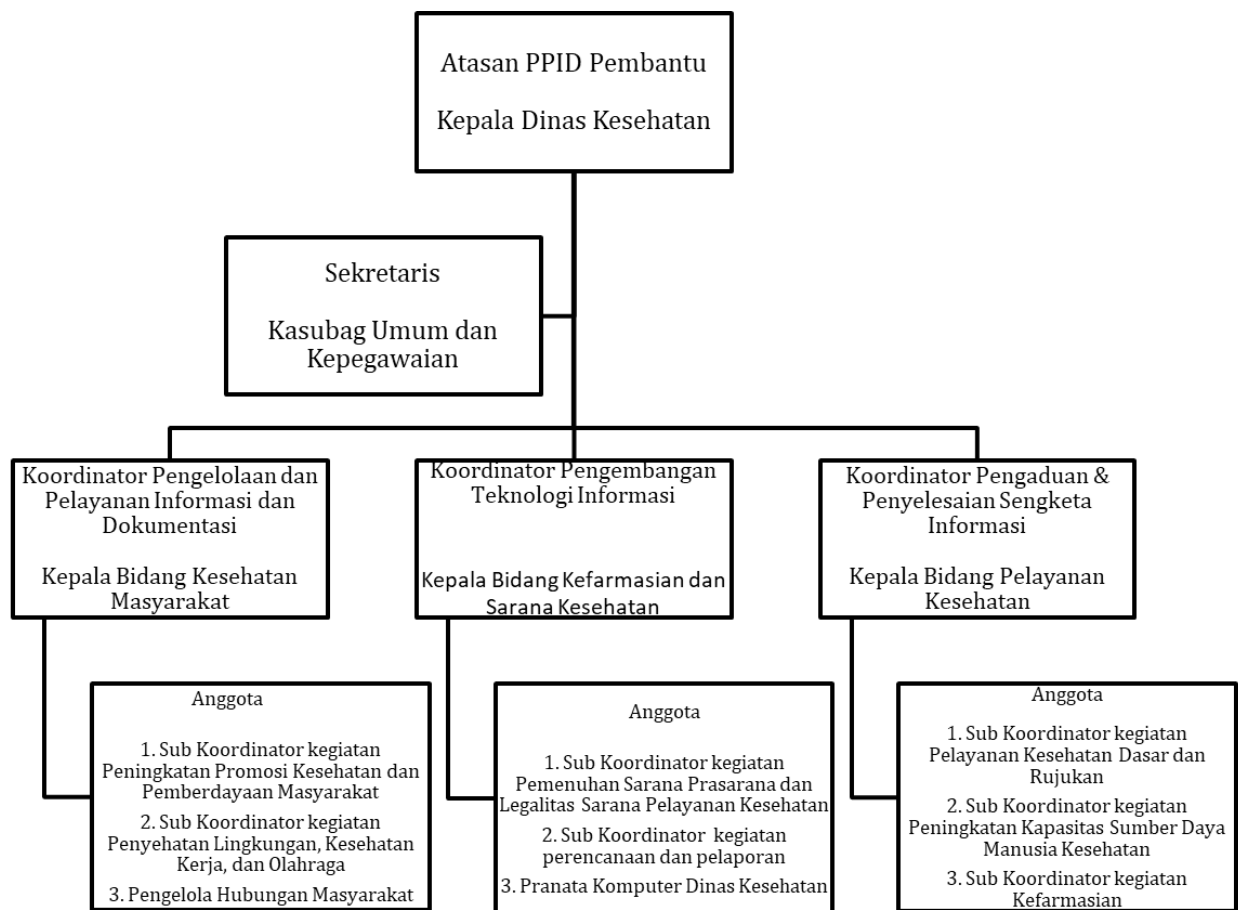 Atasan PPID Pembantu
Kepala Dinas Kesehatan
Sekretaris
Kasubag Umum dan
Kepegawaian
Koordinator Pengelolaan dan
Pelayanan Informasi dan
Dokumentasi
Kepala Bidang Kesehatan
Masyarakat
Koordinator Pengembangan
Teknologi Informasi
Kepala Bidang Kefarmasian dan
Sarana Kesehatan
Koordinator Pengaduan &
Penyelesaian Sengketa
Informasi
Kepala Bidang Pelayanan
Kesehatan
Anggota
1. Sub Koordinator kegiatan
Peningkatan Promosi Kesehatan dan
Pemberdayaan Masyarakat
2. Sub Koordinator kegiatan
Penyehatan Lingkungan, Kesehatan
Kerja, dan Olahraga
3. Pengelola Hubungan Masyarakat
Anggota
1. Sub Koordinator kegiatan
Pemenuhan Sarana Prasarana dan
Legalitas Sarana Pelayanan Kesehatan
2. Sub Koordinator kegiatan
perencanaan dan pelaporan
3. Pranata Komputer Dinas Kesehatan
Anggota
1. Sub Koordinator kegiatan
Pelayanan Kesehatan Dasar dan
Rujukan
2. Sub Koordinator kegiatan
Peningkatan Kapasitas Sumber Daya
Manusia Kesehatan
3. Sub Koordinator kegiatan
Kefarmasian